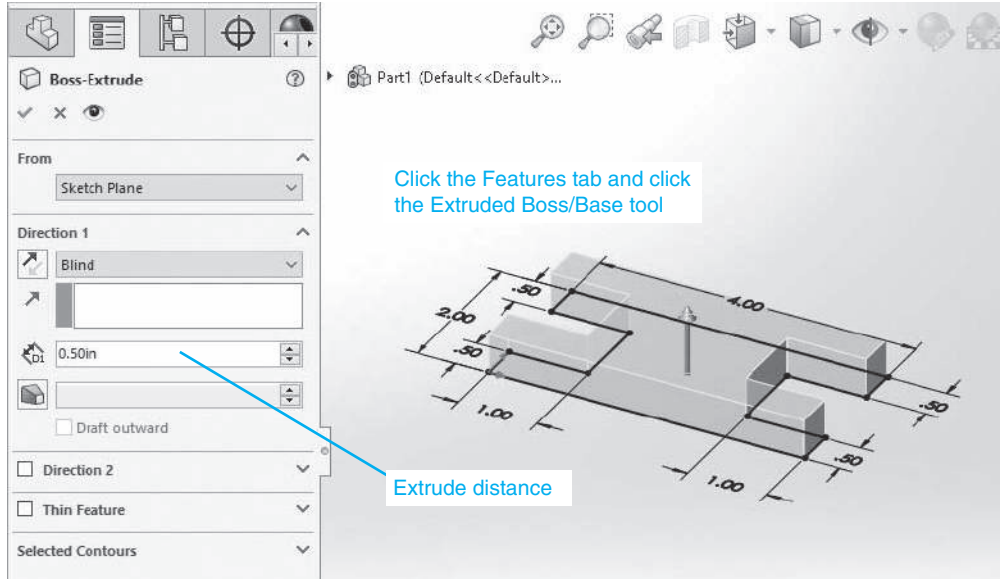 Boss-Extrude
?
Part1 (Default<<Default>...
From
Sketch Plane
Click the Features tab and click
the Extruded Boss/Base tool
Direction 1
Blind
D1
0.50in
Draft outward
Direction 2
Extrude distance
Thin Feature
Selected Contours
.50
4.00
2.00
.50
1.00
.50
.50
1.00